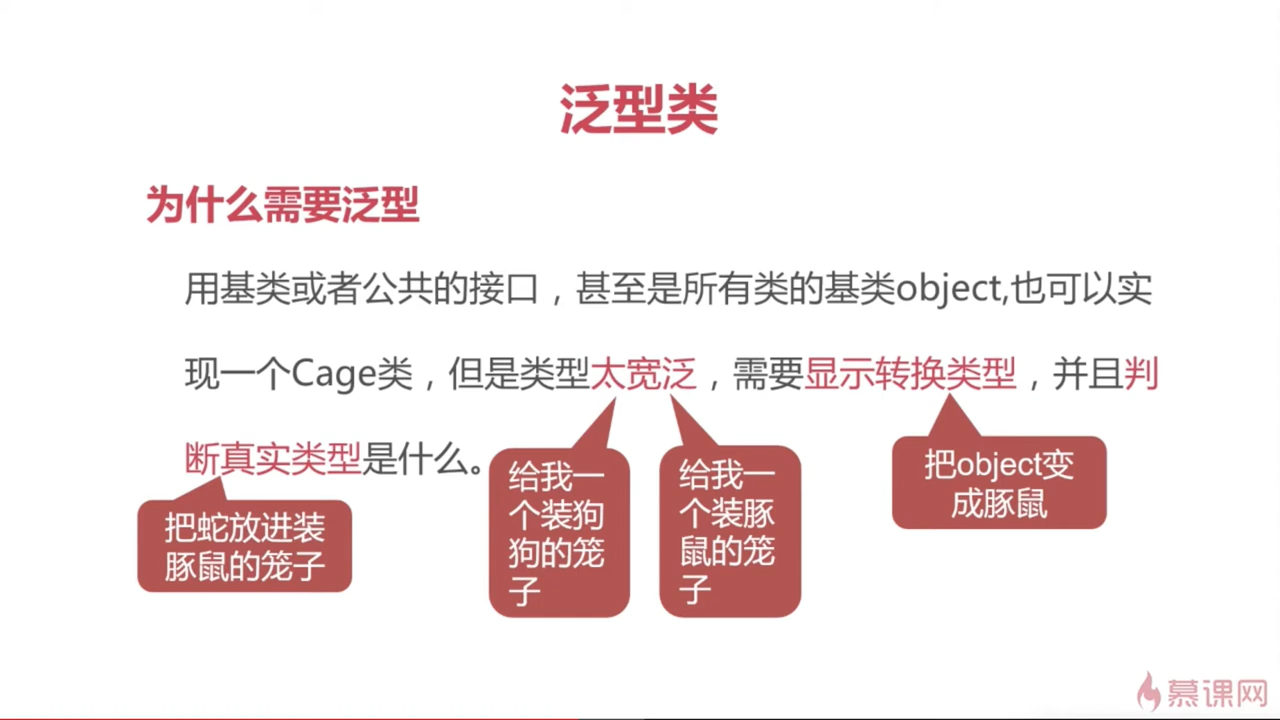 泛型类
为什么需要泛型
用基类或者公共的接口，甚至是所有类的基类object,也可以实
现一个Cage类，但是类型太宽泛，需要显示转换类型，并且判
断真实类型是什么。
把蛇放进装
豚鼠的笼子
给我一
个装狗
狗的笼
子
给我一
个装豚
鼠的笼
子
把object变
成豚鼠
慕课网